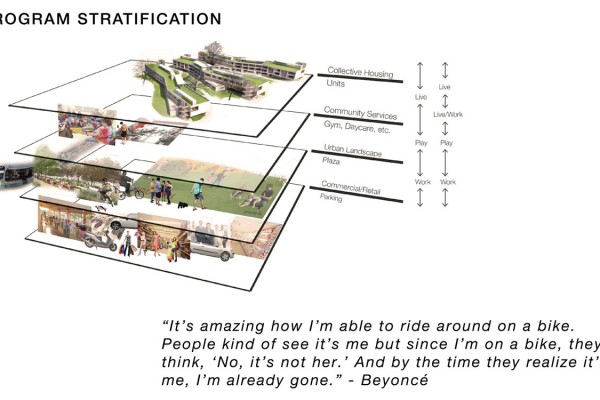 ROGRAM STRATIFICATION
Collective Housing
Units
Community Services
Gym, Daycare, etc.
Urban Landscape
Plaza
Commercial/Retail
Parking
Live
Play
Work
Live
Live/Work
Play
Work
“It’s amazing how I’m able to ride around on a bike.
People kind of see it’s me but since I’m on a bike, they
think, ‘No, it’s not her.’ And by the time they realize it’
me, I’m already gone.” - Beyoncé